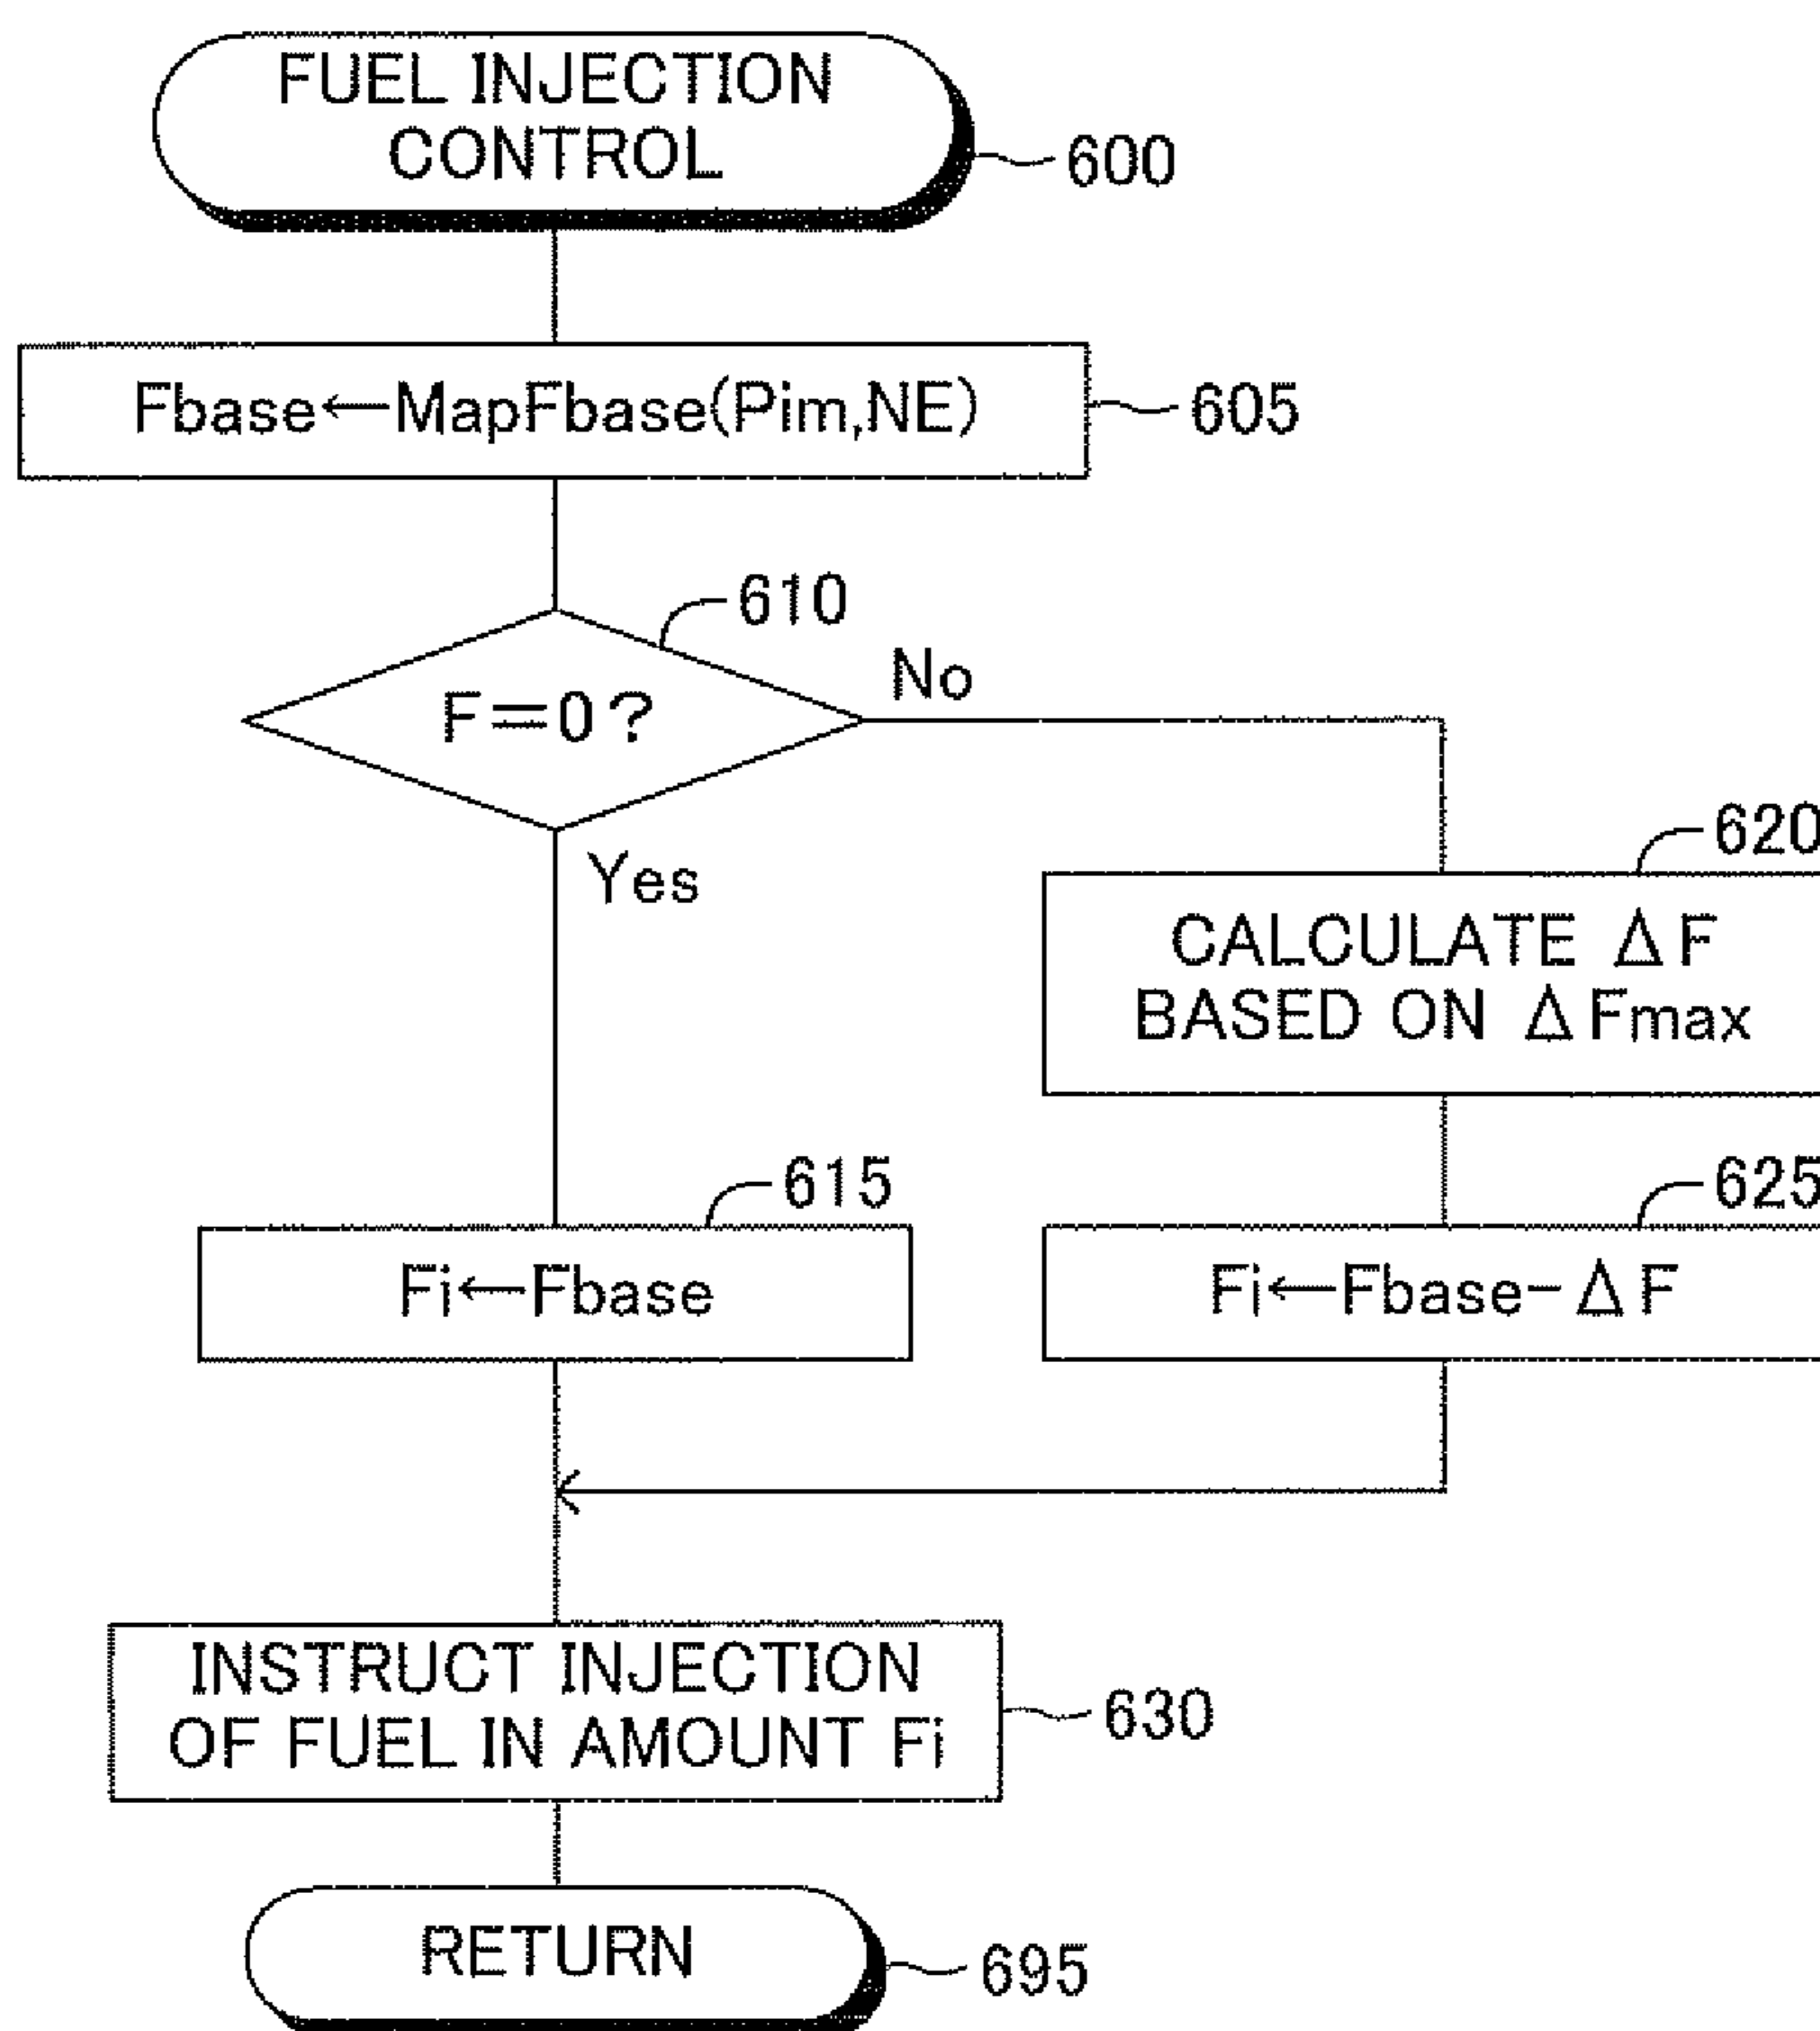 FUEL INJECTION
CONTROL
600
Fbase←MapFbase(Pim,NE)
605
610
F=0?
No
Yes
620
CALCULATE ΔF
BASED ON ΔFmax
615
Fi←Fbase
625
Fi←Fbase-ΔF
INSTRUCT INJECTION
OF FUEL IN AMOUNT Fi
630
RETURN
695